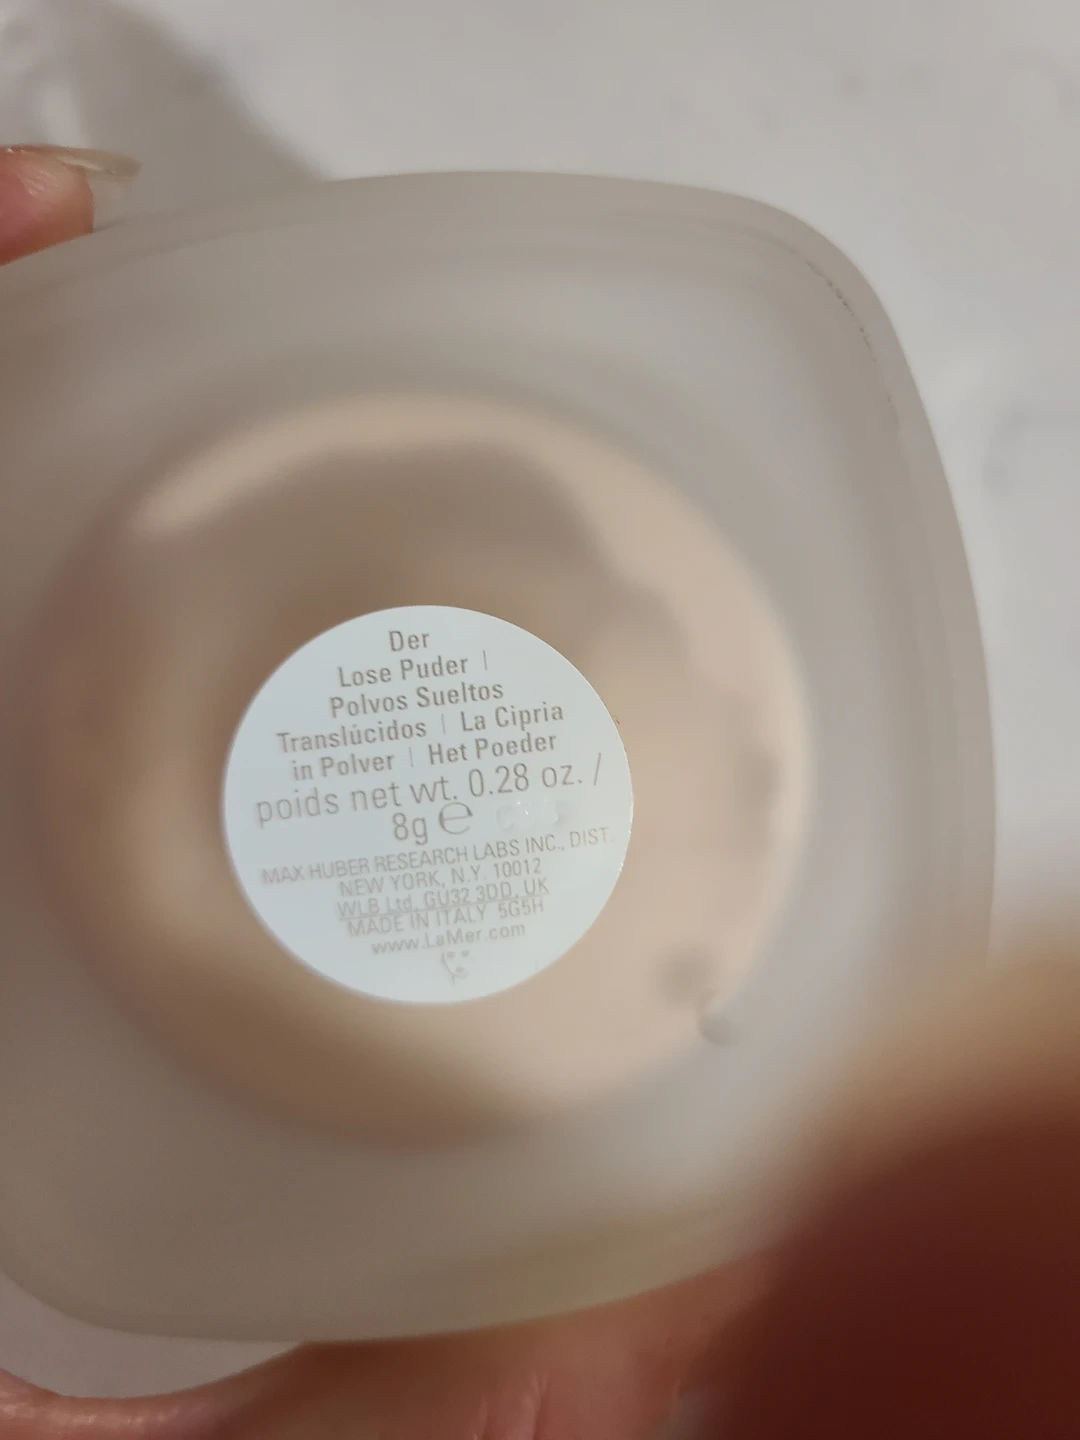 Der
Lose Puder |
Polvos Sueltos
Translúcidos | La Cipria
in Polver | Het Poeder
poids net wt. 0.28 oz. /
8g ℮
MAX HUBER RESEARCH LABS INC., DIST.
NEW YORK, N.Y. 10012
WLB Ltd, GU32 3DD, UK
MADE IN ITALY 5G5H
www.LaMer.com